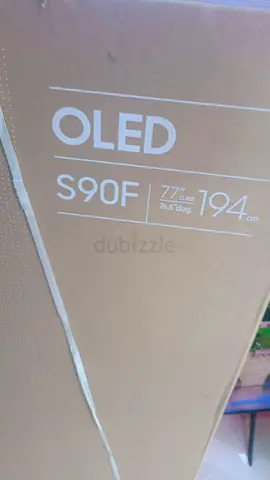 OLED
S90F
77" CLASS
76.6" diag.
194 cm
dubizzle